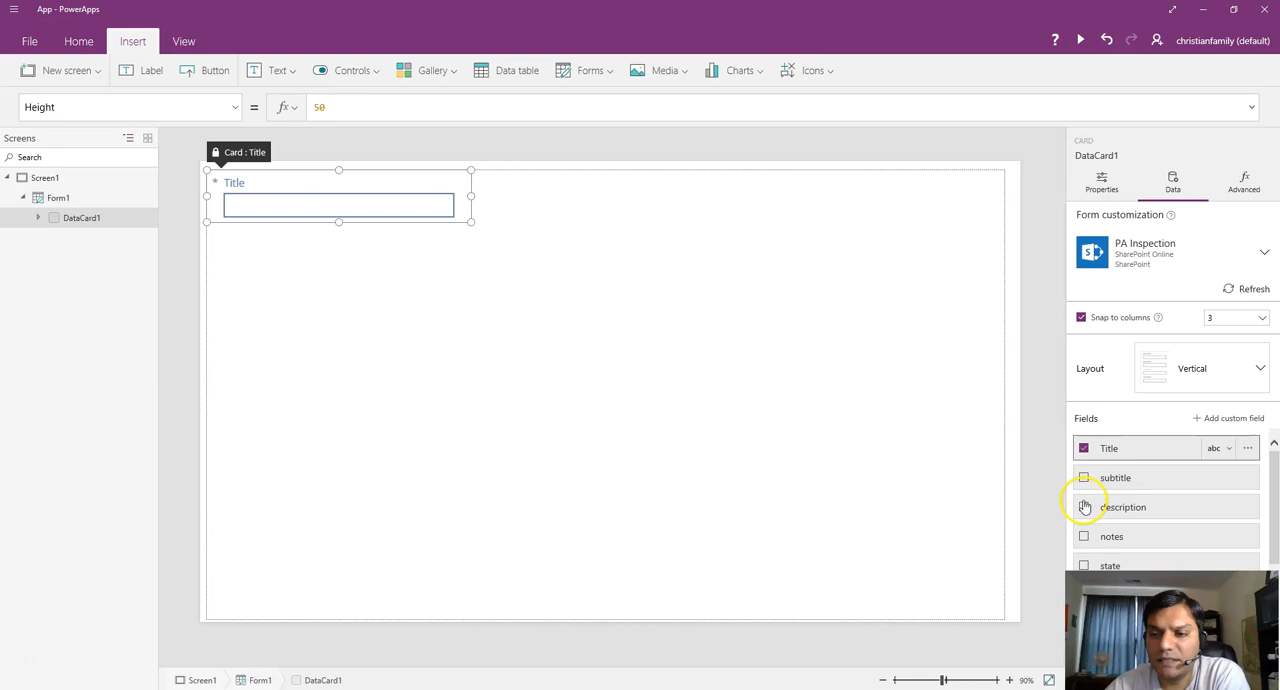 App - PowerApps
File Home Insert View
? christianfamily (default)
New screen Label Button Text Controls Gallery Data table Forms Media Charts Icons
Height = fx 50
Screens
Search
Screen1
Form1
DataCard1
Card : Title
* Title
CARD
DataCard1
Properties Data fx Advanced
Form customization ?
S PA Inspection
SharePoint Online
SharePoint
Refresh
Snap to columns ? 3
Layout Vertical
Fields + Add custom field
Title abc ...
subtitle
description
notes
state
Screen1 Form1 DataCard1 − + 90%